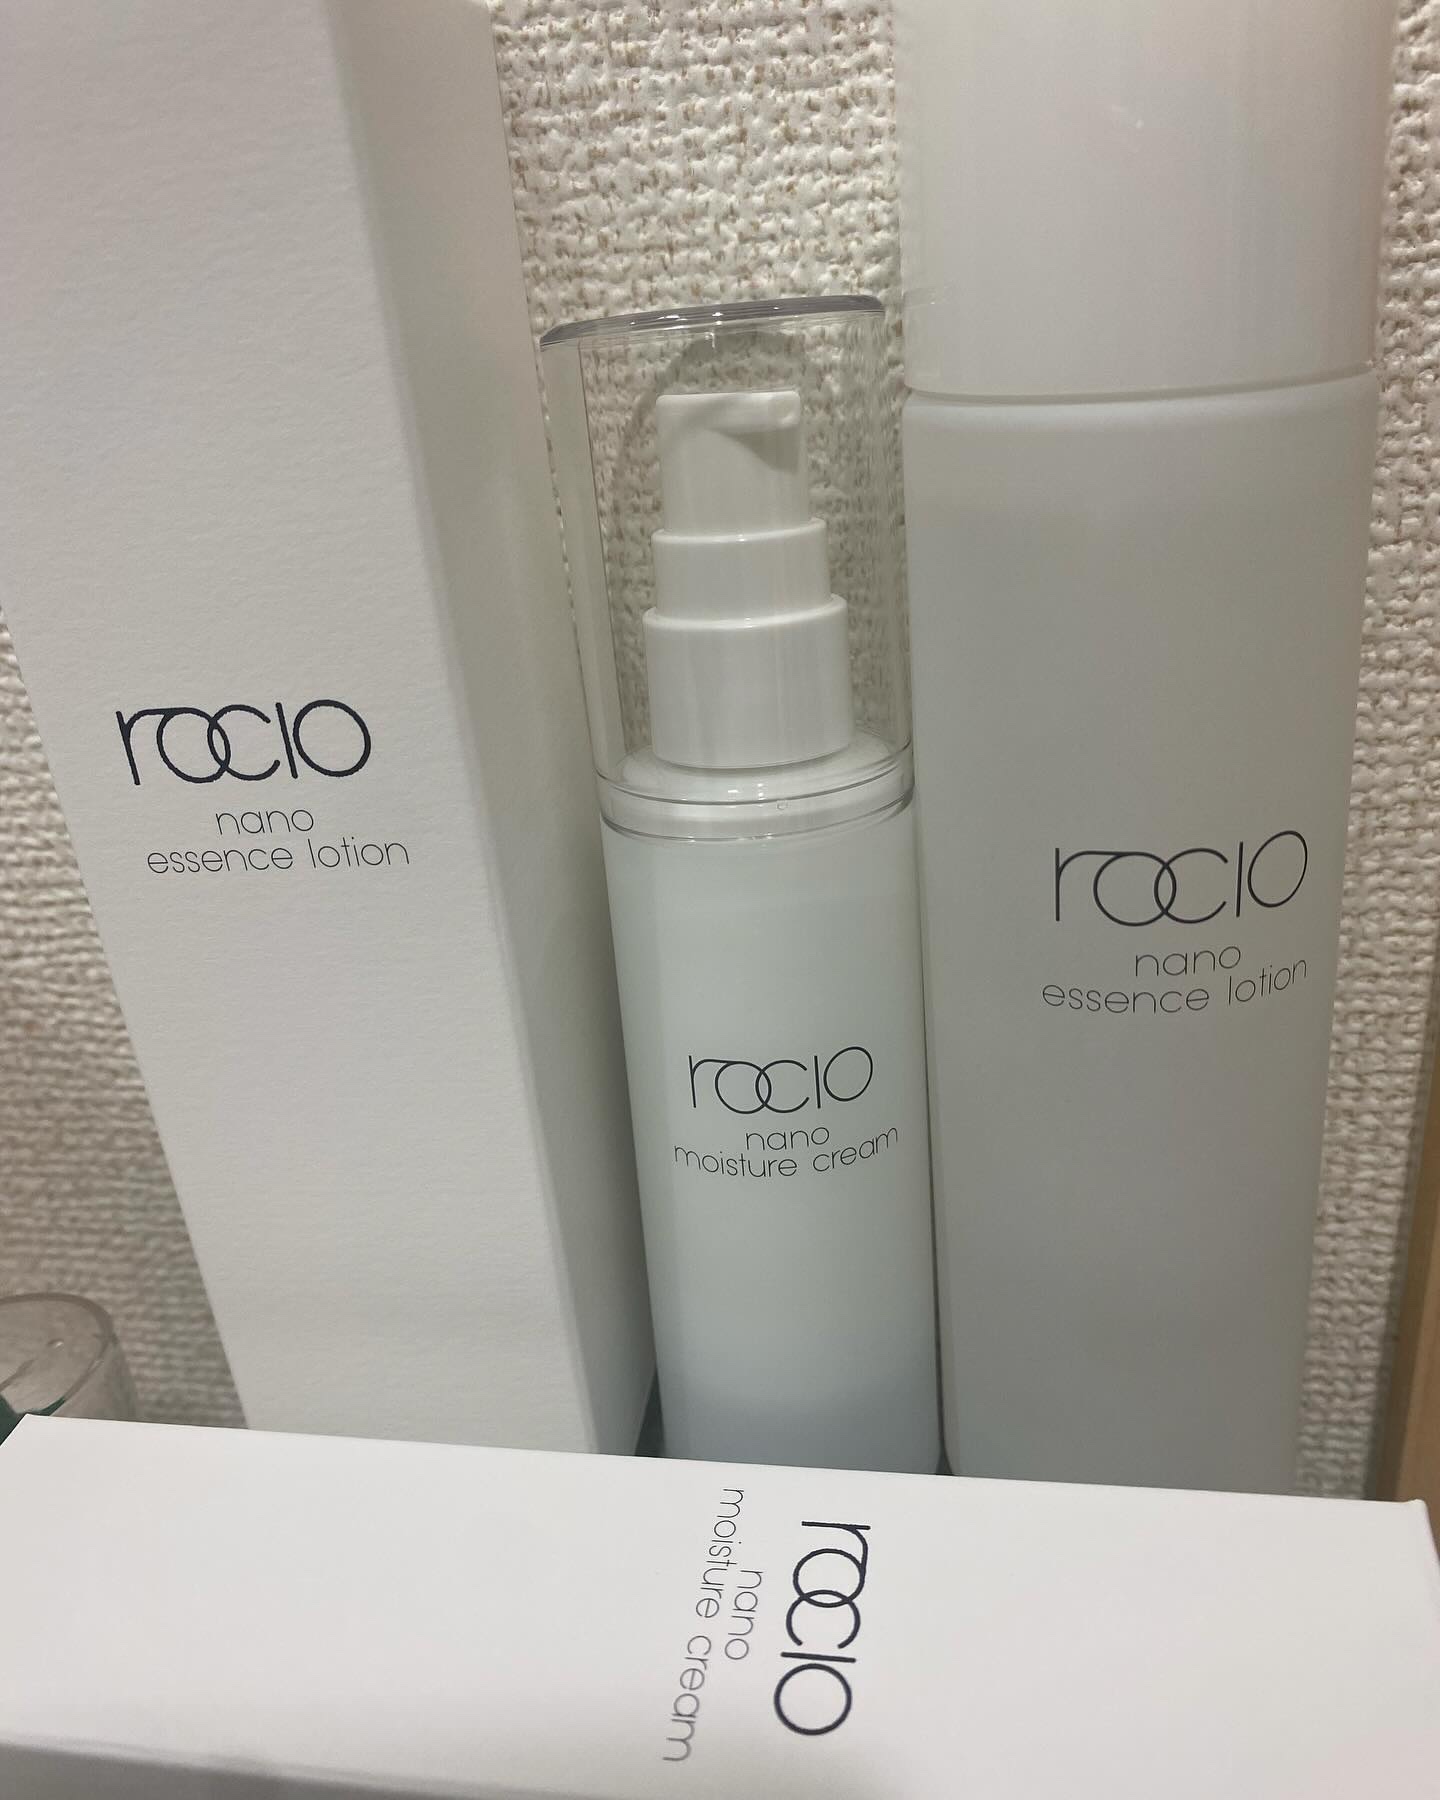 rocio
nano
essence lotion
rocio
nano
moisture cream
rocio
nano
essence lotion
rocio
nano
moisture cream